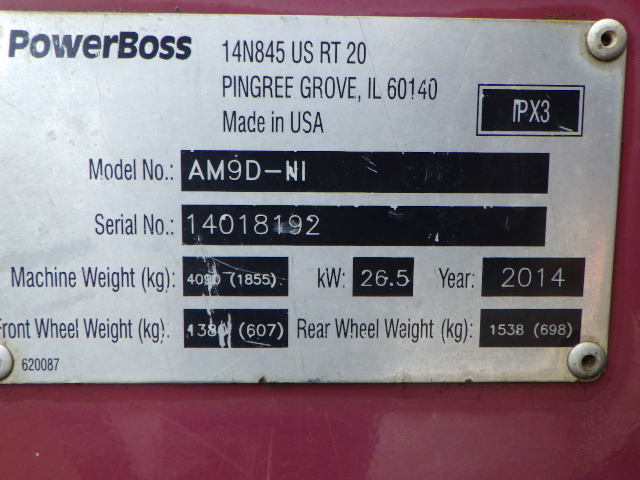 PowerBoss
14N845 US RT 20
PINGREE GROVE, IL 60140
Made in USA
IPX3
Model No.: AM9D-NI
Serial No.: 14018192
Machine Weight (kg): 4090 (1855) kW: 26.5 Year: 2014
Front Wheel Weight (kg): (607) Rear Wheel Weight (kg): 1538 (698)
620087